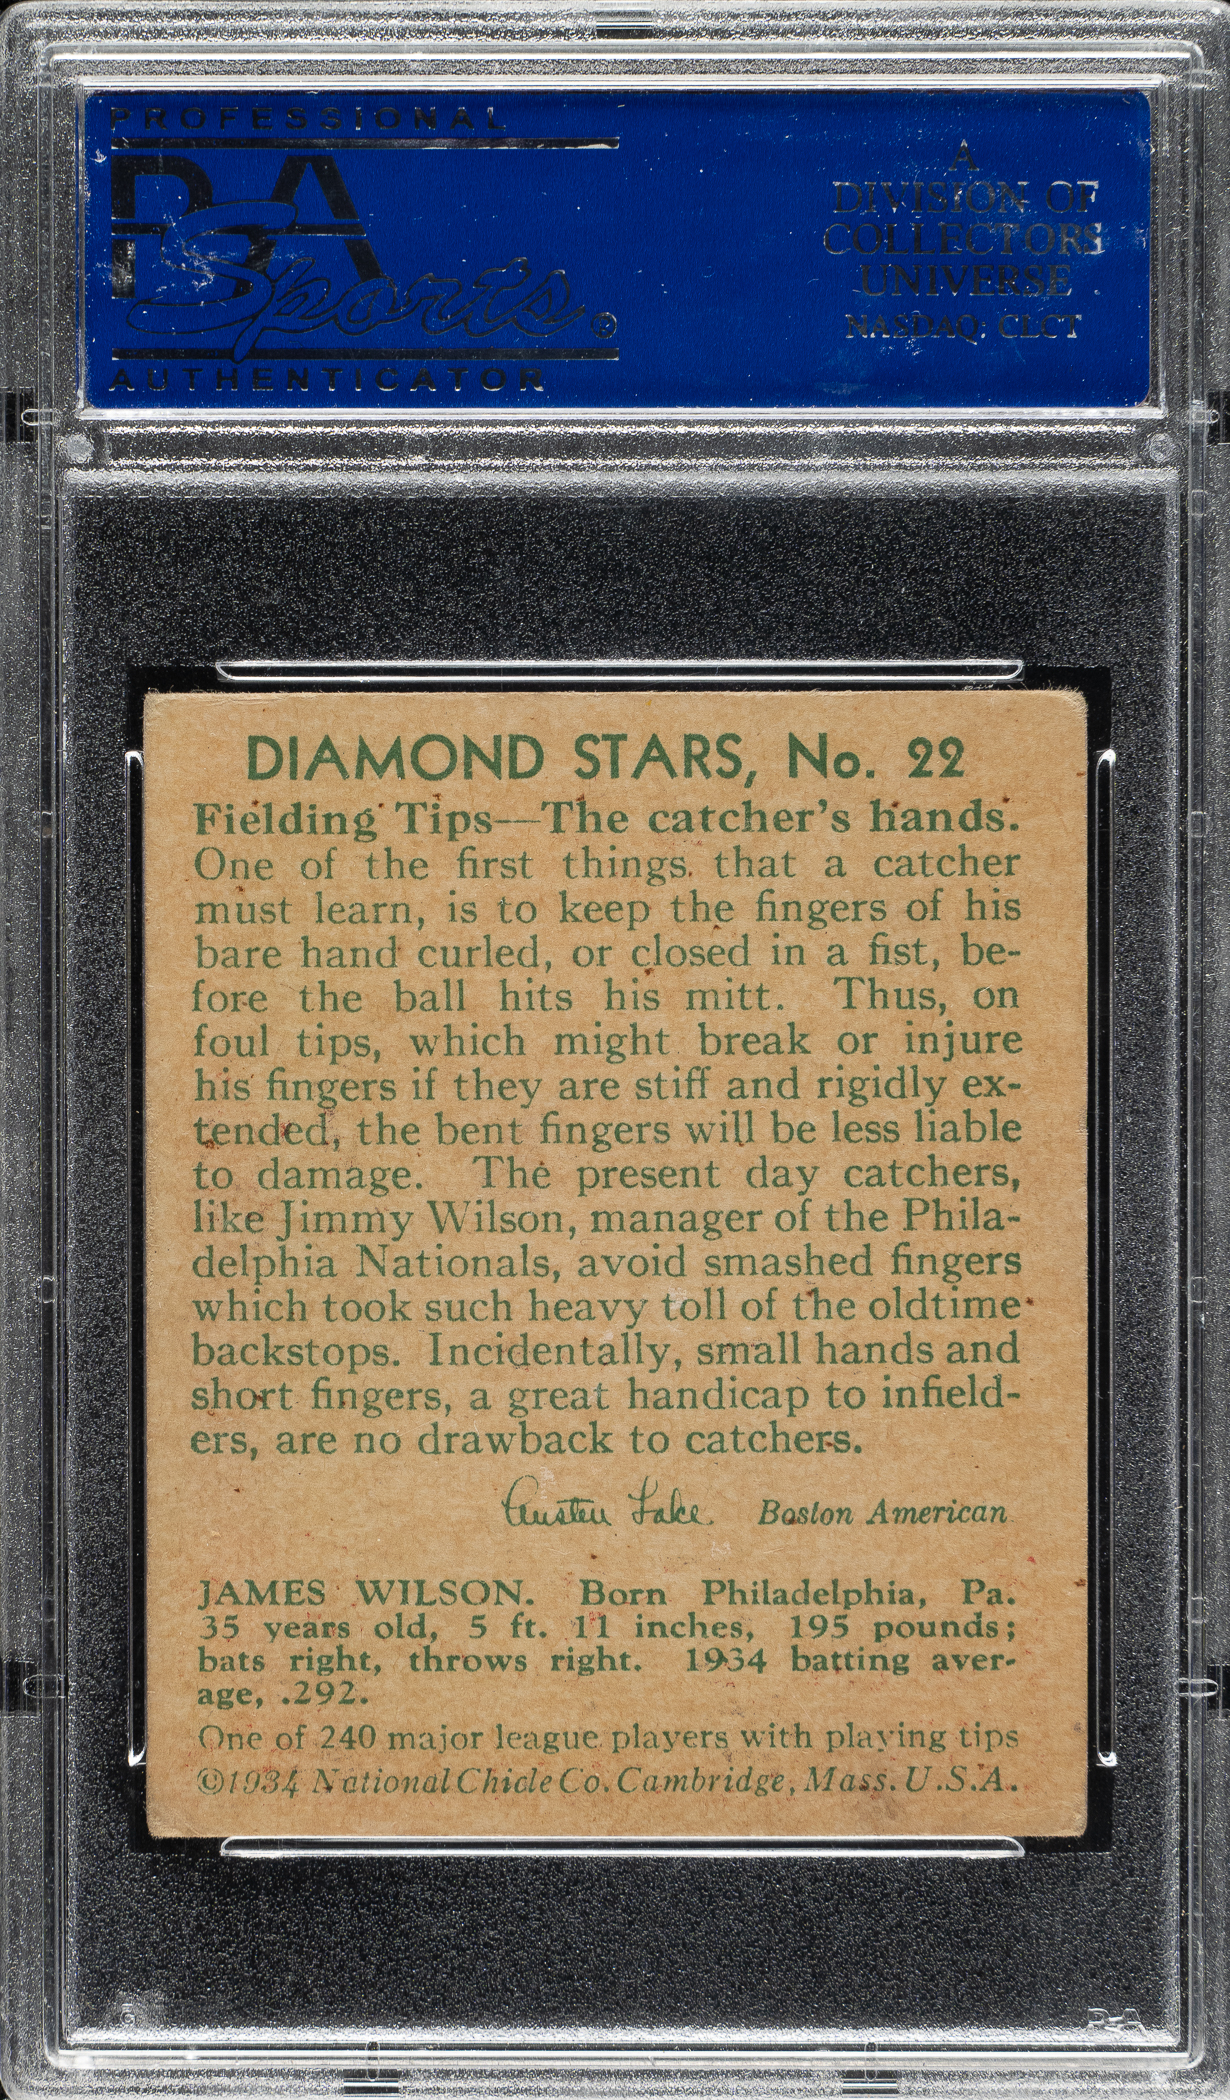 PROFESSIONAL
PSA
Sports®
AUTHENTICATOR
A
DIVISION OF
COLLECTORS
UNIVERSE
NASDAQ: CLCT
DIAMOND STARS, No. 22
Fielding Tips—The catcher's hands.
One of the first things that a catcher
must learn, is to keep the fingers of his
bare hand curled, or closed in a fist, be-
fore the ball hits his mitt. Thus, on
foul tips, which might break or injure
his fingers if they are stiff and rigidly ex-
tended, the bent fingers will be less liable
to damage. The present day catchers,
like Jimmy Wilson, manager of the Phila-
delphia Nationals, avoid smashed fingers
which took such heavy toll of the oldtime
backstops. Incidentally, small hands and
short fingers, a great handicap to infield-
ers, are no drawback to catchers.
Austen Lake Boston American
JAMES WILSON. Born Philadelphia, Pa.
35 years old, 5 ft. 11 inches, 195 pounds;
bats right, throws right. 1934 batting aver-
age, .292.
One of 240 major league players with playing tips
©1934 National Chicle Co. Cambridge, Mass. U.S.A.
PSA